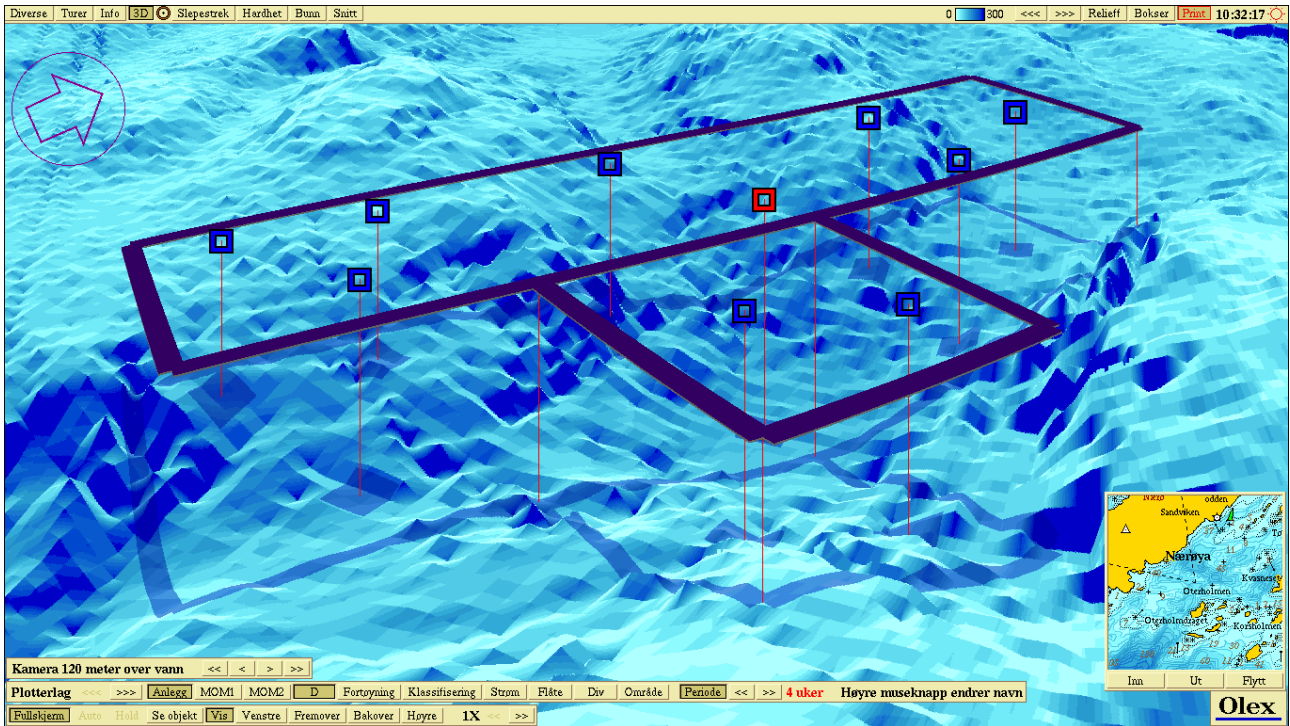 Diverse Turer Info 3D Slepestrek Hardhet Bunn Snitt 0 300 <<< >>> Relieff Bokser Print 10:32:17
Nærø
odden
Sandviken
Nærøya
Kvasneset
Oterholmen
Oterholmdraget
Korsholmen
Kamera 120 meter over vann << < > >>
Inn Ut Flytt
Plotterlag <<< >>> Anlegg MOM1 MOM2 D Fortøyning Klassifisering Strøm Flåte Div Område Periode << >> 4 uker Høyre museknapp endrer navn
Olex
Fullskjerm Auto Hold Se objekt Vis Venstre Fremover Bakover Høyre 1X << >>